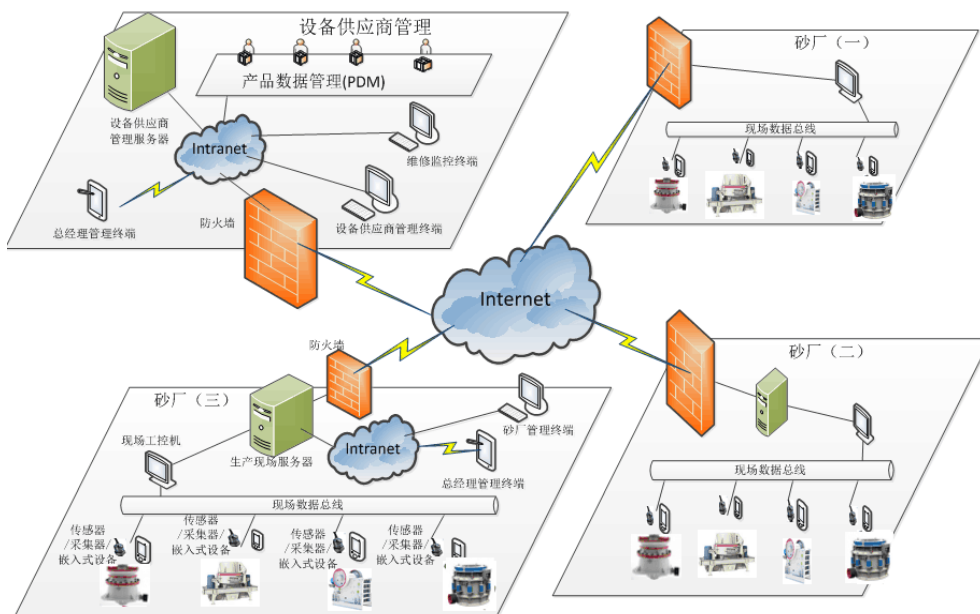 设备供应商管理
产品数据管理(PDM)
设备供应商
管理服务器
Intranet
维修监控终端
总经理管理终端
防火墙
设备供应商管理终端
砂厂（一）
现场数据总线
Internet
防火墙
砂厂（二）
现场数据总线
砂厂（三）
现场工控机
生产现场服务器
Intranet
砂厂管理终端
总经理管理终端
现场数据总线
传感器
/采集器/
嵌入式设备
传感器
/采集器/
嵌入式设备
传感器
/采集器/
嵌入式设备
传感器
/采集器/
嵌入式设备